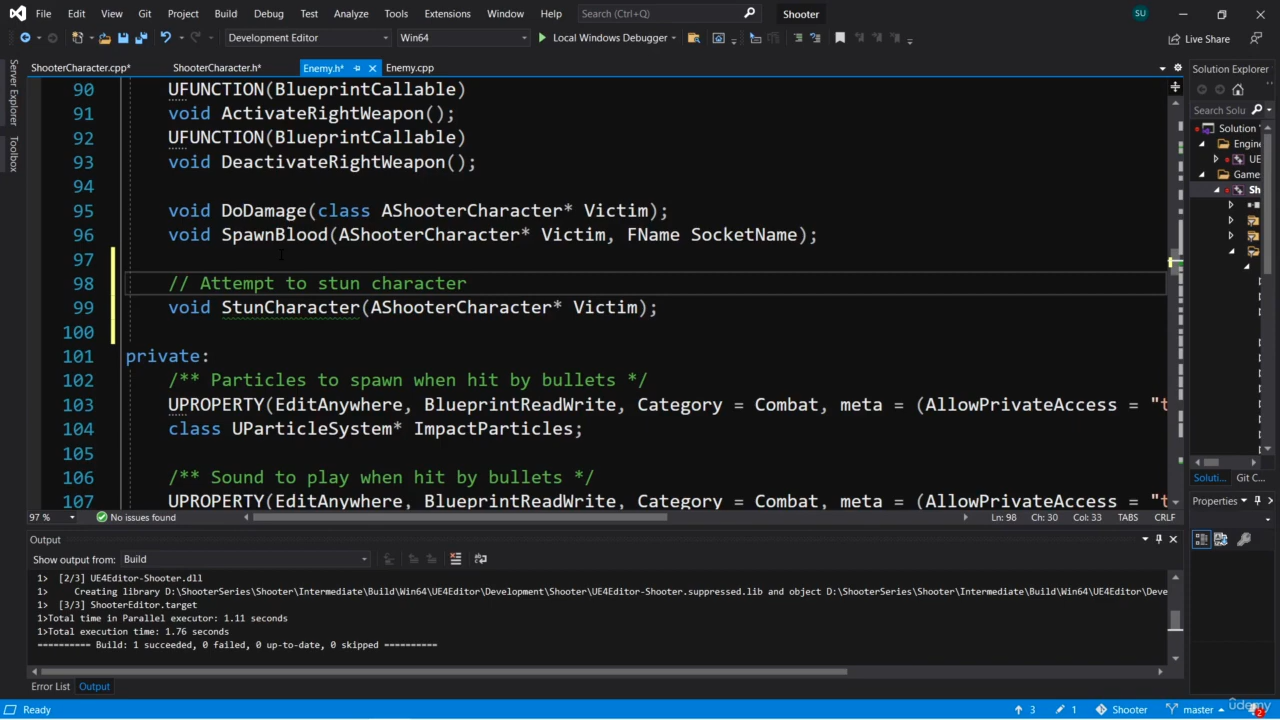 File Edit View Git Project Build Debug Test Analyze Tools Extensions Window Help Search (Ctrl+Q) Shooter SU
Development Editor Win64 Local Windows Debugger Live Share
ShooterCharacter.cpp* ShooterCharacter.h* Enemy.h* Enemy.cpp Solution Explorer
Server Explorer
Toolbox
Search Solu
Solution '
Engine
UE
Game
Sh
90 UFUNCTION(BlueprintCallable)
91 void ActivateRightWeapon();
92 UFUNCTION(BlueprintCallable)
93 void DeactivateRightWeapon();
94
95 void DoDamage(class AShooterCharacter* Victim);
96 void SpawnBlood(AShooterCharacter* Victim, FName SocketName);
97
98 // Attempt to stun character
99 void StunCharacter(AShooterCharacter* Victim);
100
101 private:
102 /** Particles to spawn when hit by bullets */
103 UPROPERTY(EditAnywhere, BlueprintReadWrite, Category = Combat, meta = (AllowPrivateAccess = "t
104 class UParticleSystem* ImpactParticles;
105
106 /** Sound to play when hit by bullets */
107 UPROPERTY(EditAnywhere, BlueprintReadWrite, Category = Combat, meta = (AllowPrivateAccess = "t
Soluti... Git C...
Properties
97 % No issues found Ln: 98 Ch: 30 Col: 33 TABS CRLF
Output
Show output from: Build
1> [2/3] UE4Editor-Shooter.dll
1> Creating library D:\ShooterSeries\Shooter\Intermediate\Build\Win64\UE4Editor\Development\Shooter\UE4Editor-Shooter.suppressed.lib and object D:\ShooterSeries\Shooter\Intermediate\Build\Win64\UE4Editor\Deve
1> [3/3] ShooterEditor.target
1>Total time in Parallel executor: 1.11 seconds
1>Total execution time: 1.76 seconds
========== Build: 1 succeeded, 0 failed, 0 up-to-date, 0 skipped ==========
Error List Output
Ready 3 1 Shooter master 2
udemy